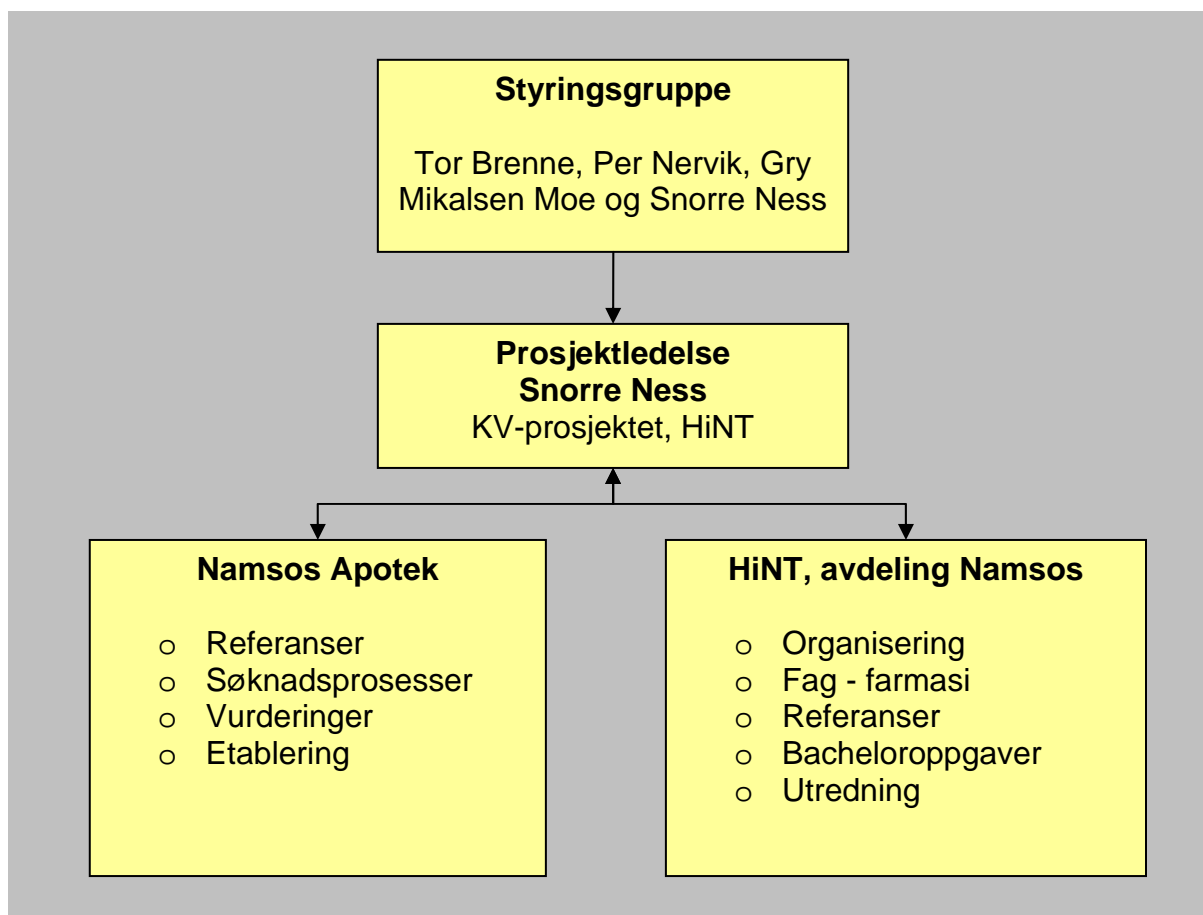 Styringsgruppe
Tor Brenne, Per Nervik, Gry
Mikalsen Moe og Snorre Ness
Prosjektledelse
Snorre Ness
KV-prosjektet, HiNT
Namsos Apotek
o Referanser
o Søknadsprosesser
o Vurderinger
o Etablering
HiNT, avdeling Namsos
o Organisering
o Fag - farmasi
o Referanser
o Bacheloroppgaver
o Utredning